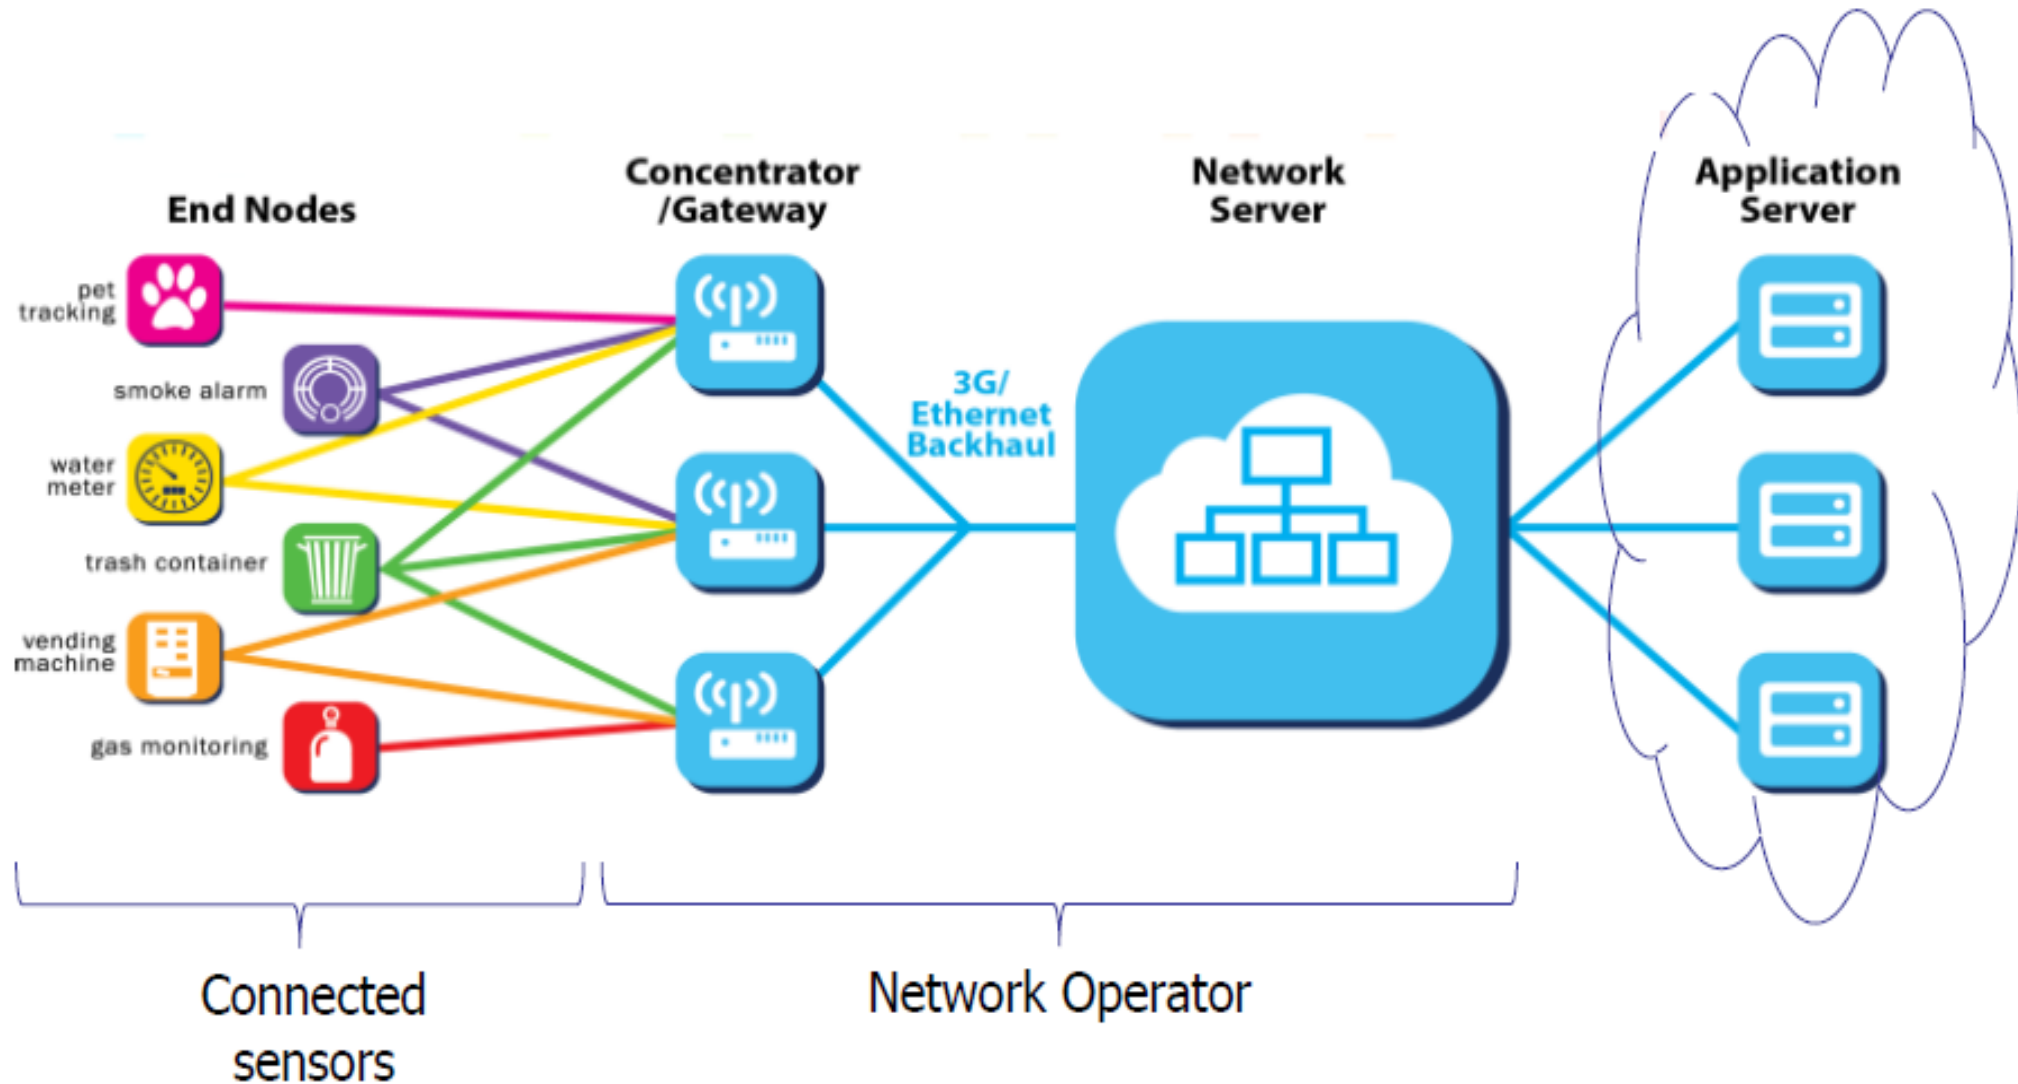 End Nodes
Concentrator
/Gateway
Network
Server
Application
Server
pet
tracking
smoke alarm
water
meter
trash container
vending
machine
gas monitoring
3G/
Ethernet
Backhaul
Connected
sensors
Network Operator